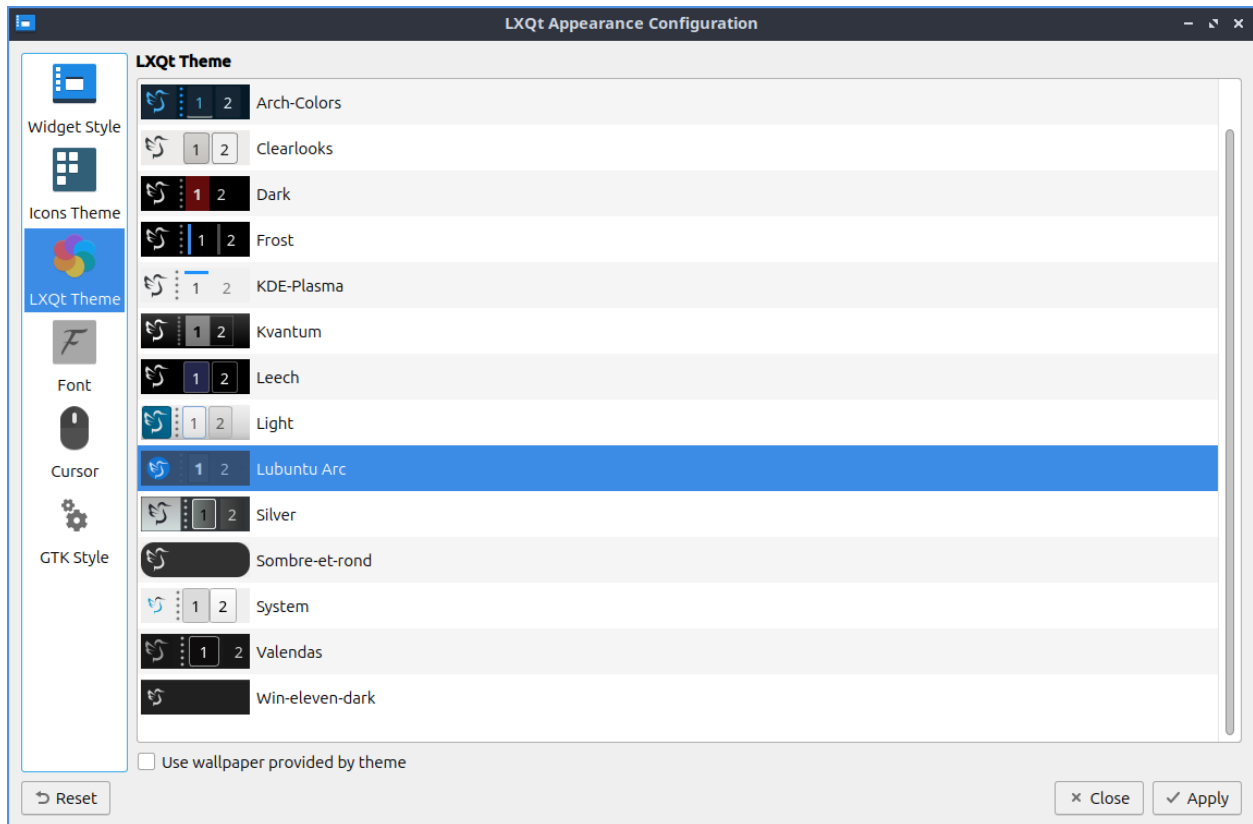 LXQt Appearance Configuration
Widget Style
Icons Theme
LXQt Theme
Font
Cursor
GTK Style
LXQt Theme
1 2 Arch-Colors
1 2 Clearlooks
1 2 Dark
1 2 Frost
1 2 KDE-Plasma
1 2 Kvantum
1 2 Leech
1 2 Light
1 2 Lubuntu Arc
1 2 Silver
Sombre-et-rond
1 2 System
1 2 Valendas
Win-eleven-dark
Use wallpaper provided by theme
Reset
Close
Apply